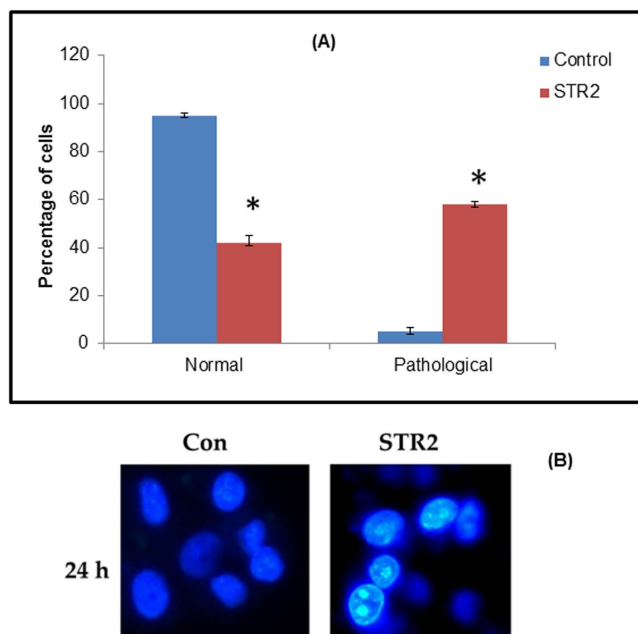 (A)
Control
STR2
Percentage of cells
120
100
80
60
40
20
0
*
*
Normal
Pathological
Con
STR2
(B)
24 h